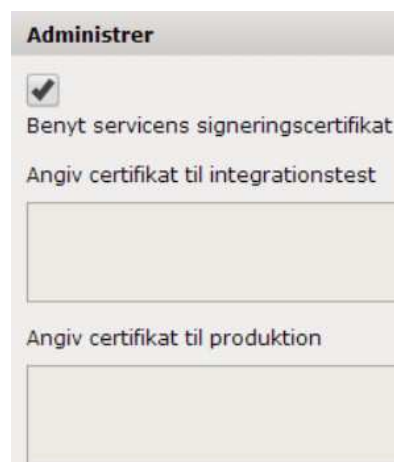 Administrer
Benyt servicens signeringscertifikat
Angiv certifikat til integrationstest
Angiv certifikat til produktion